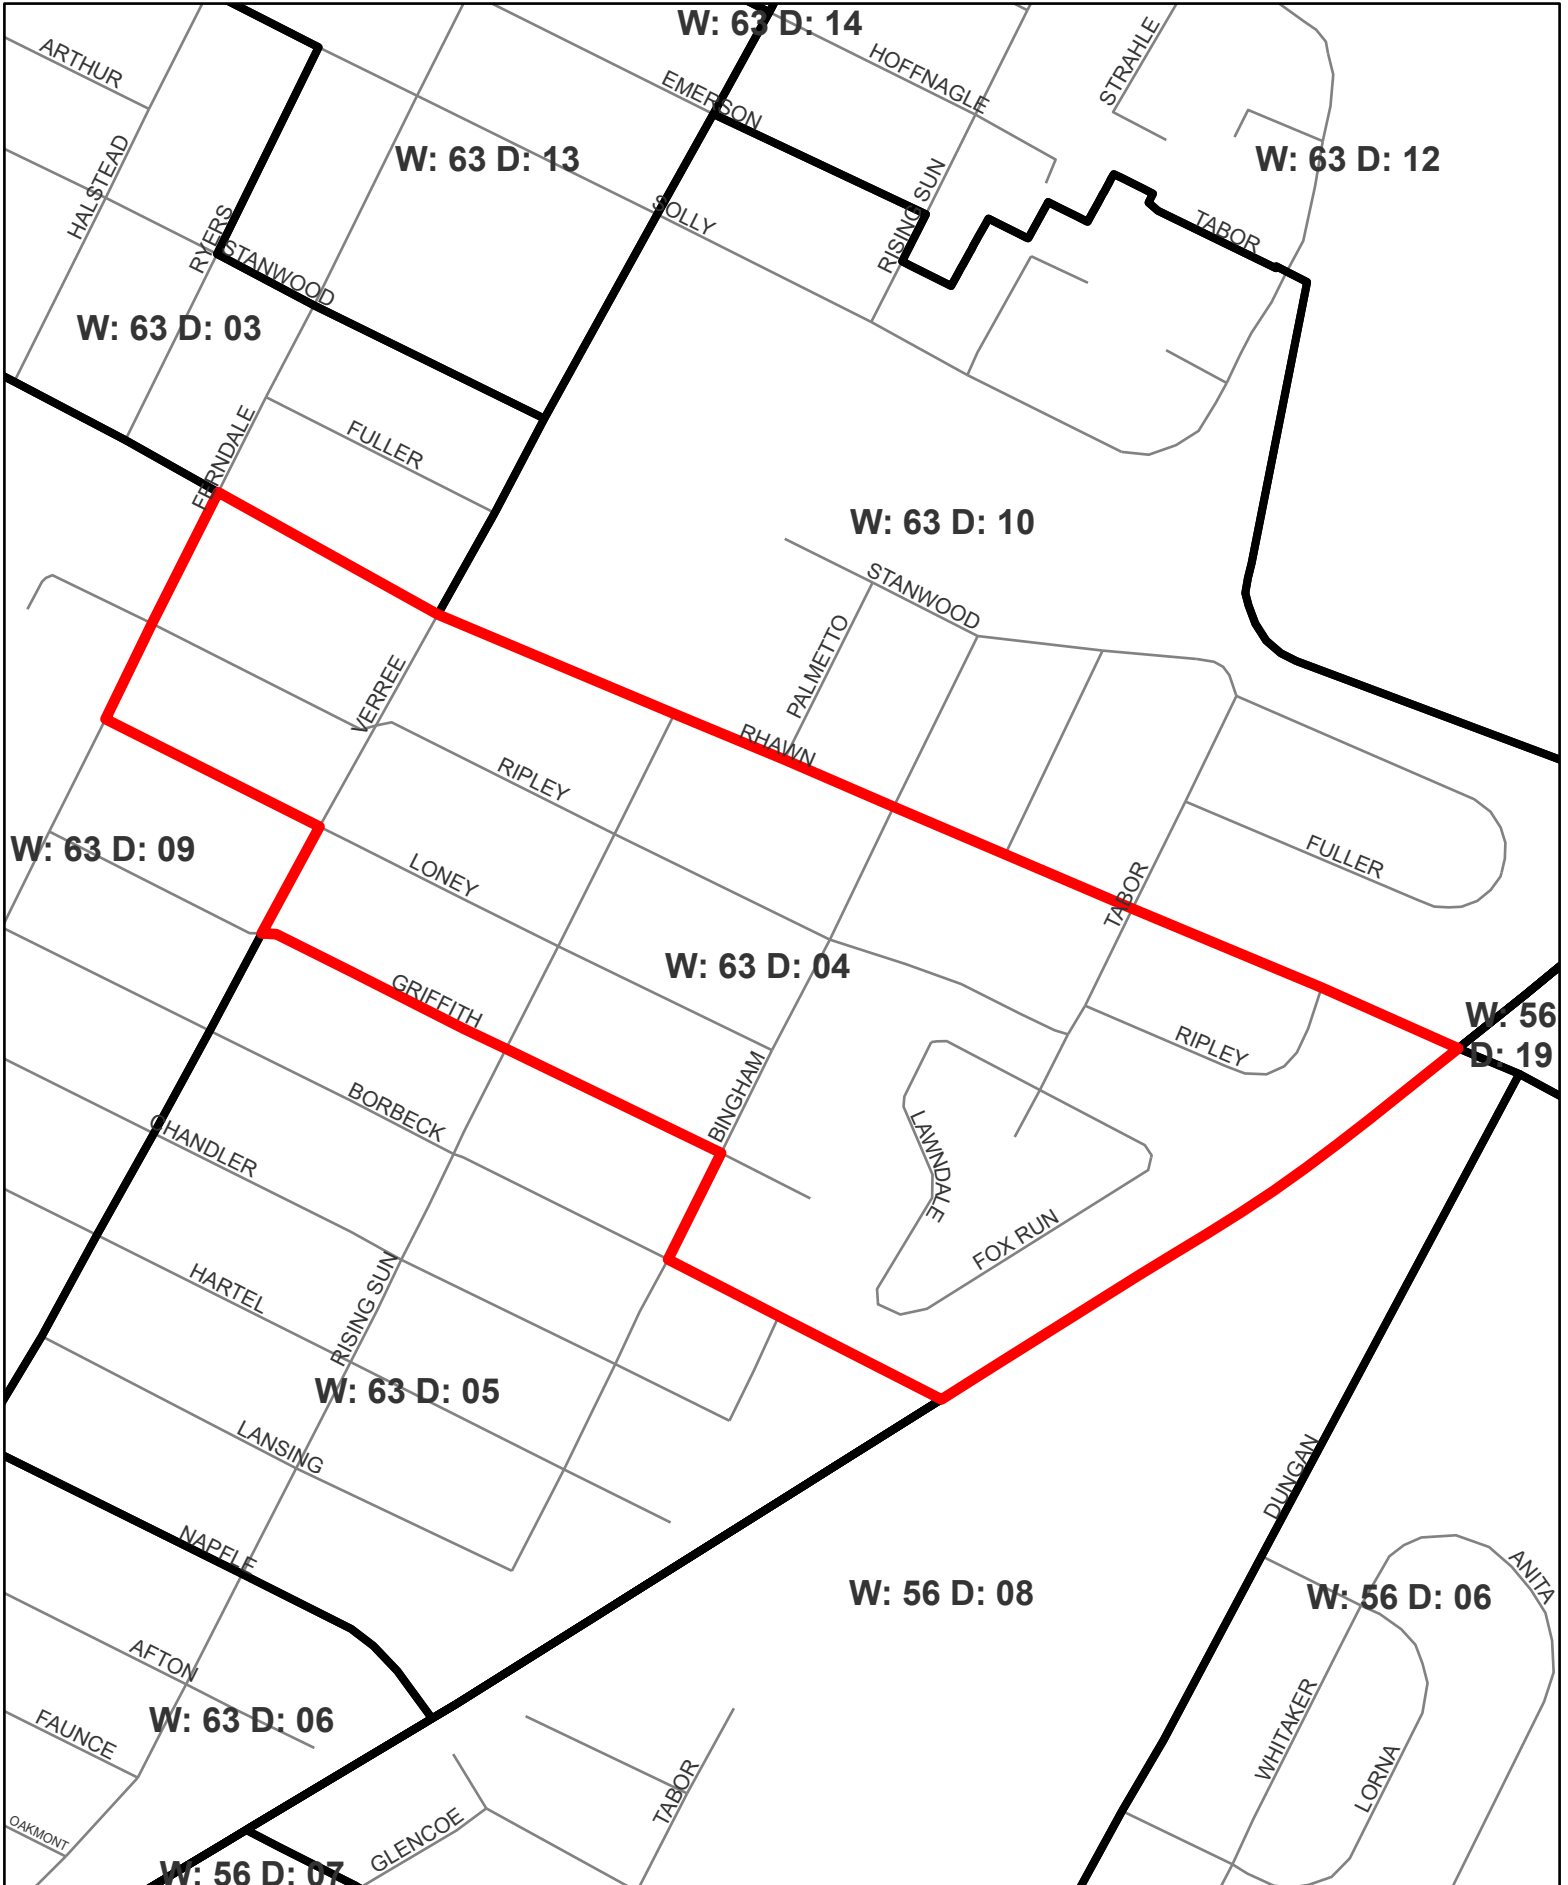 W: 63 D: 14
ARTHUR
HOFFNAGLE
STRAHLE
EMERSON
HALSTEAD
W: 63 D: 13
W: 63 D: 12
RISING SUN
RYERS
SOLLY
TABOR
STANWOOD
W: 63 D: 03
FERNDALE
FULLER
W: 63 D: 10
STANWOOD
PALMETTO
VERREE
RHAWN
RIPLEY
W: 63 D: 09
LONEY
TABOR
FULLER
W: 63 D: 04
GRIFFITH
W: 56
D: 19
RIPLEY
BINGHAM
BORBECK
CHANDLER
LAWNDALE
FOX RUN
HARTEL
RISING SUN
W: 63 D: 05
LANSING
DUNGAN
NAPFLE
W: 56 D: 08
W: 56 D: 06
ANITA
AFTON
W: 63 D: 06
FAUNCE
WHITAKER
LORNA
TABOR
OAKMONT
GLENCOE
W: 56 D: 07